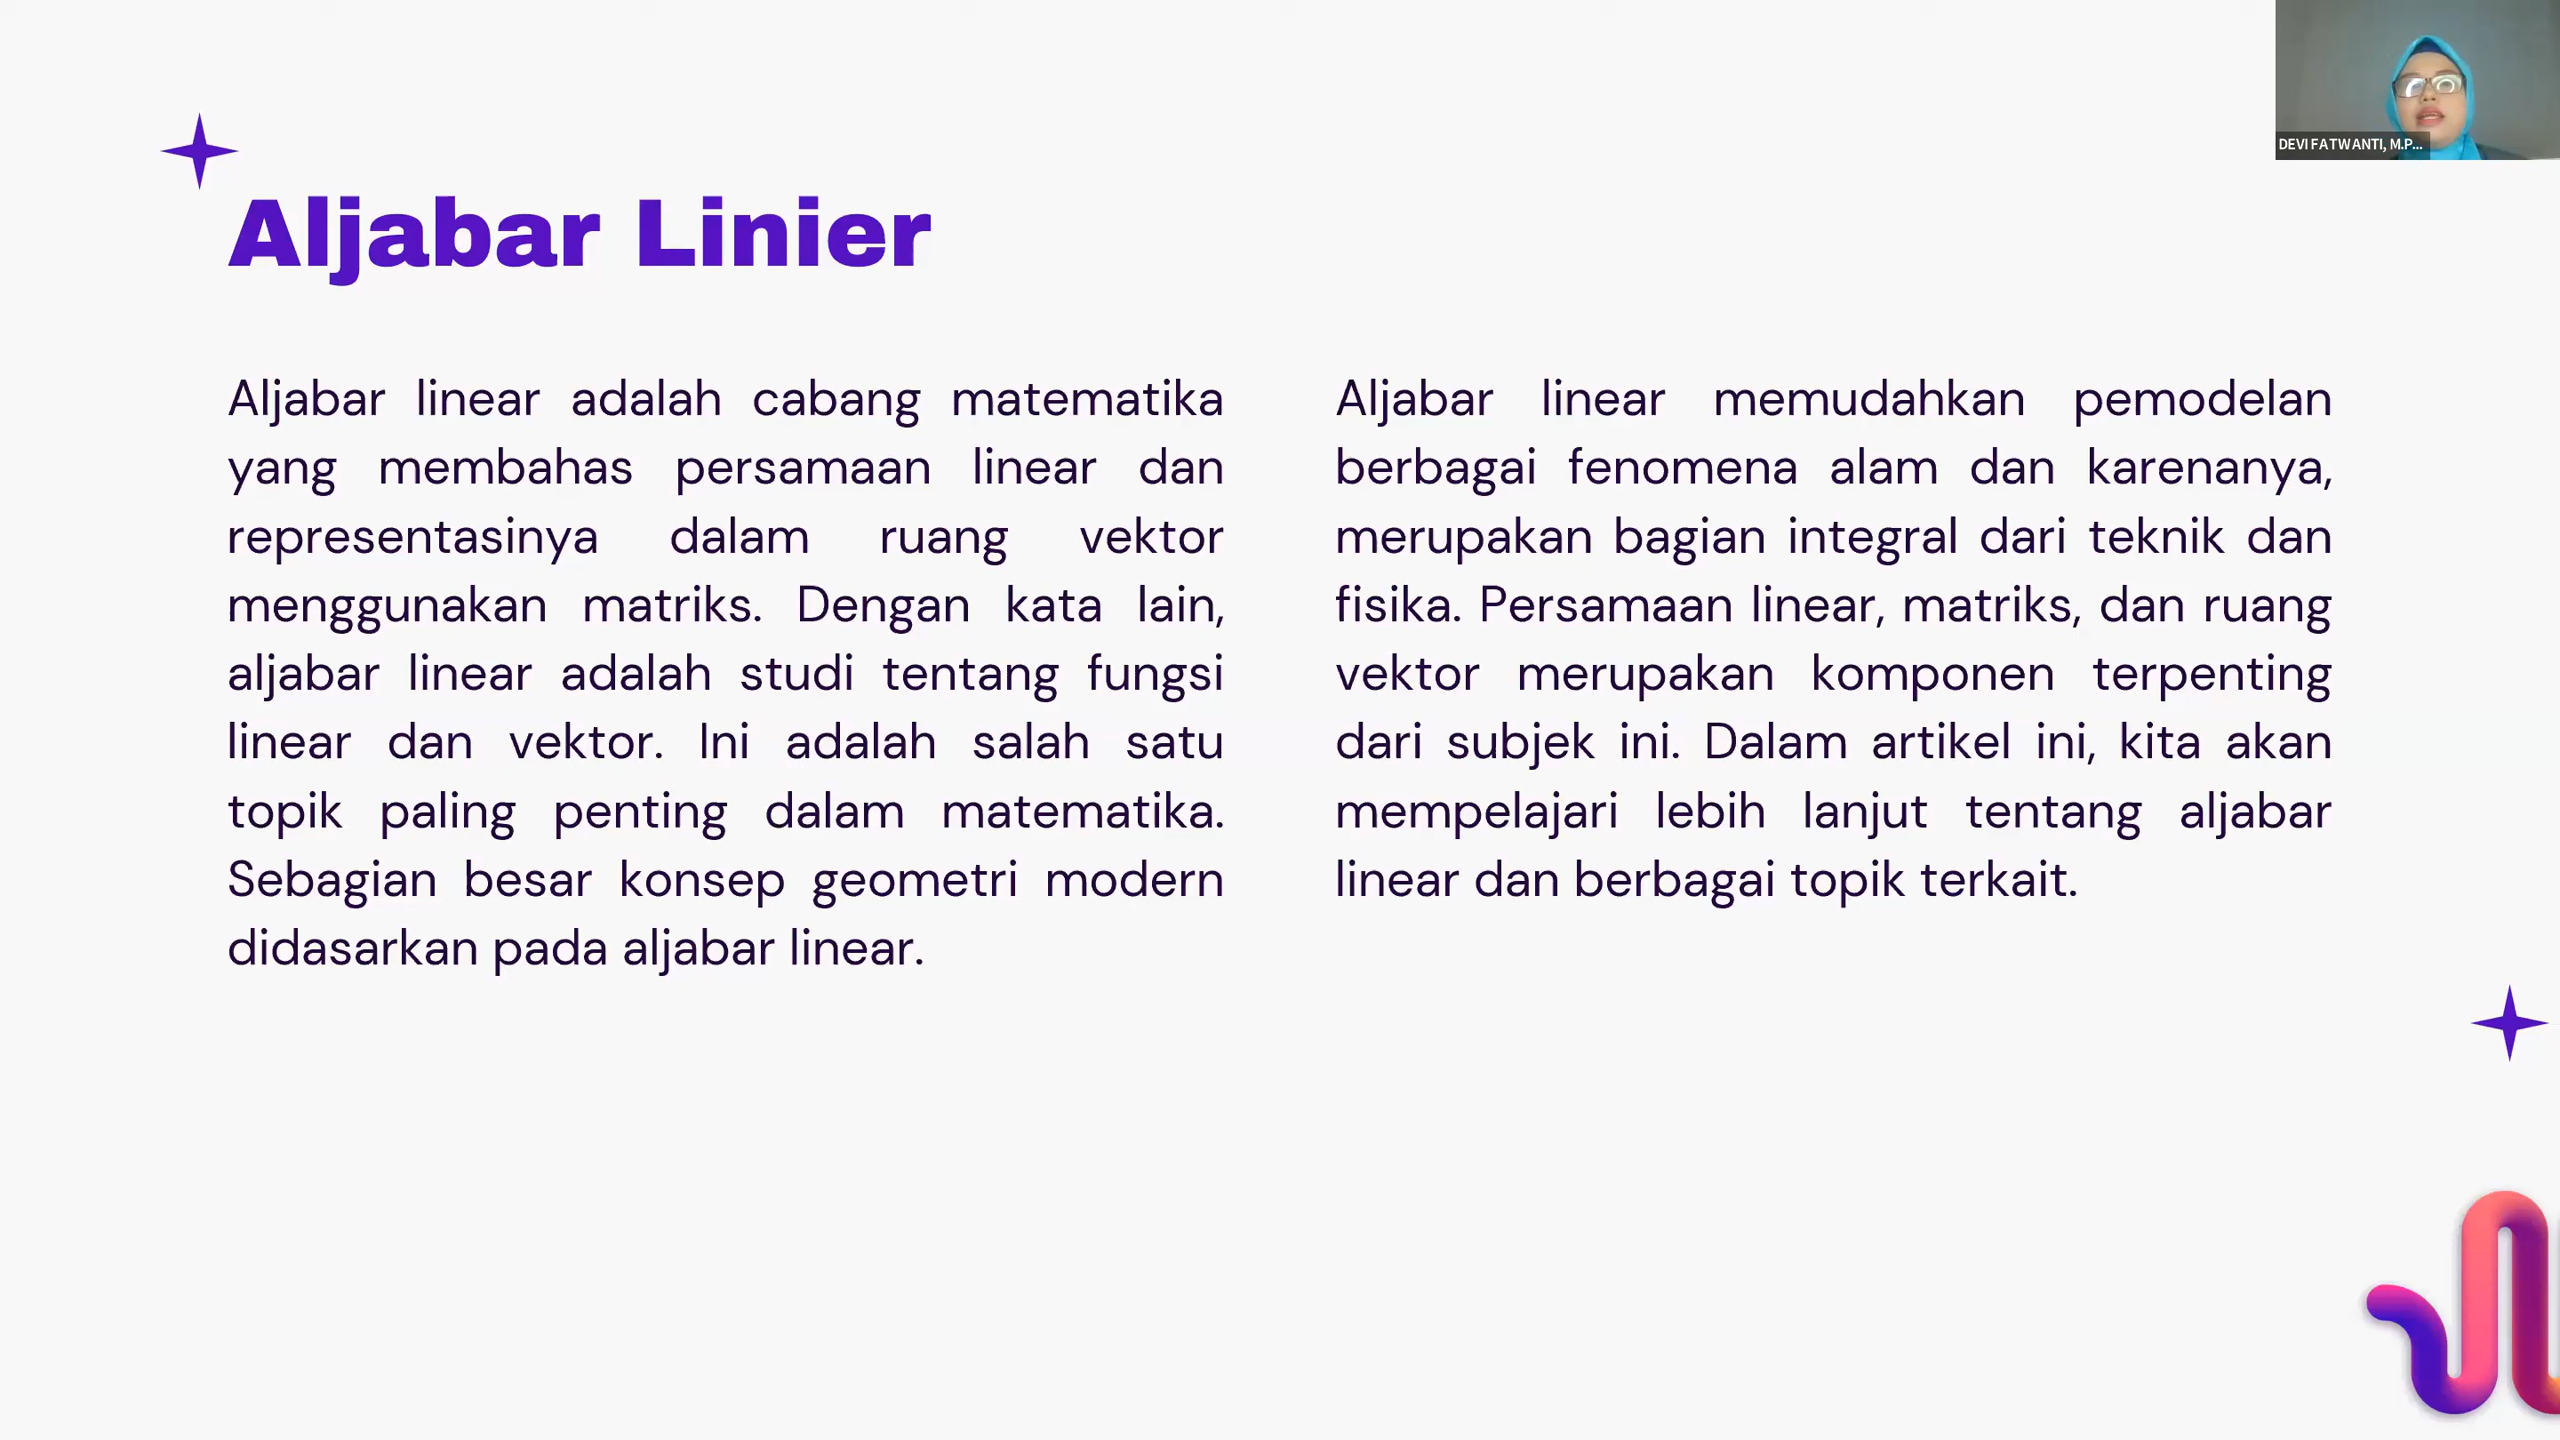 DEVI FATWANTI, M.P...
Aljabar Linier
Aljabar linear adalah cabang matematika
yang membahas persamaan linear dan
representasinya dalam ruang vektor
menggunakan matriks. Dengan kata lain,
aljabar linear adalah studi tentang fungsi
linear dan vektor. Ini adalah salah satu
topik paling penting dalam matematika.
Sebagian besar konsep geometri modern
didasarkan pada aljabar linear.
Aljabar linear memudahkan pemodelan
berbagai fenomena alam dan karenanya,
merupakan bagian integral dari teknik dan
fisika. Persamaan linear, matriks, dan ruang
vektor merupakan komponen terpenting
dari subjek ini. Dalam artikel ini, kita akan
mempelajari lebih lanjut tentang aljabar
linear dan berbagai topik terkait.